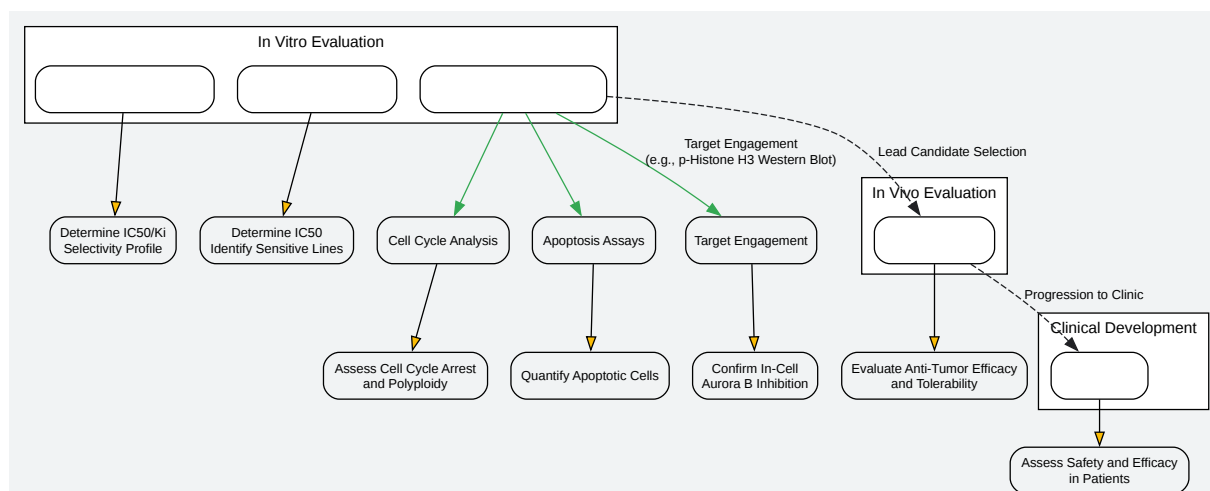 In Vitro Evaluation
Target Engagement
(e.g., p-Histone H3 Western Blot)
Lead Candidate Selection
In Vivo Evaluation
Determine IC50/Ki
Selectivity Profile
Determine IC50
Identify Sensitive Lines
Cell Cycle Analysis
Apoptosis Assays
Target Engagement
Progression to Clinic
Clinical Development
Assess Cell Cycle Arrest
and Polyploidy
Quantify Apoptotic Cells
Confirm In-Cell
Aurora B Inhibition
Evaluate Anti-Tumor Efficacy
and Tolerability
Assess Safety and Efficacy
in Patients